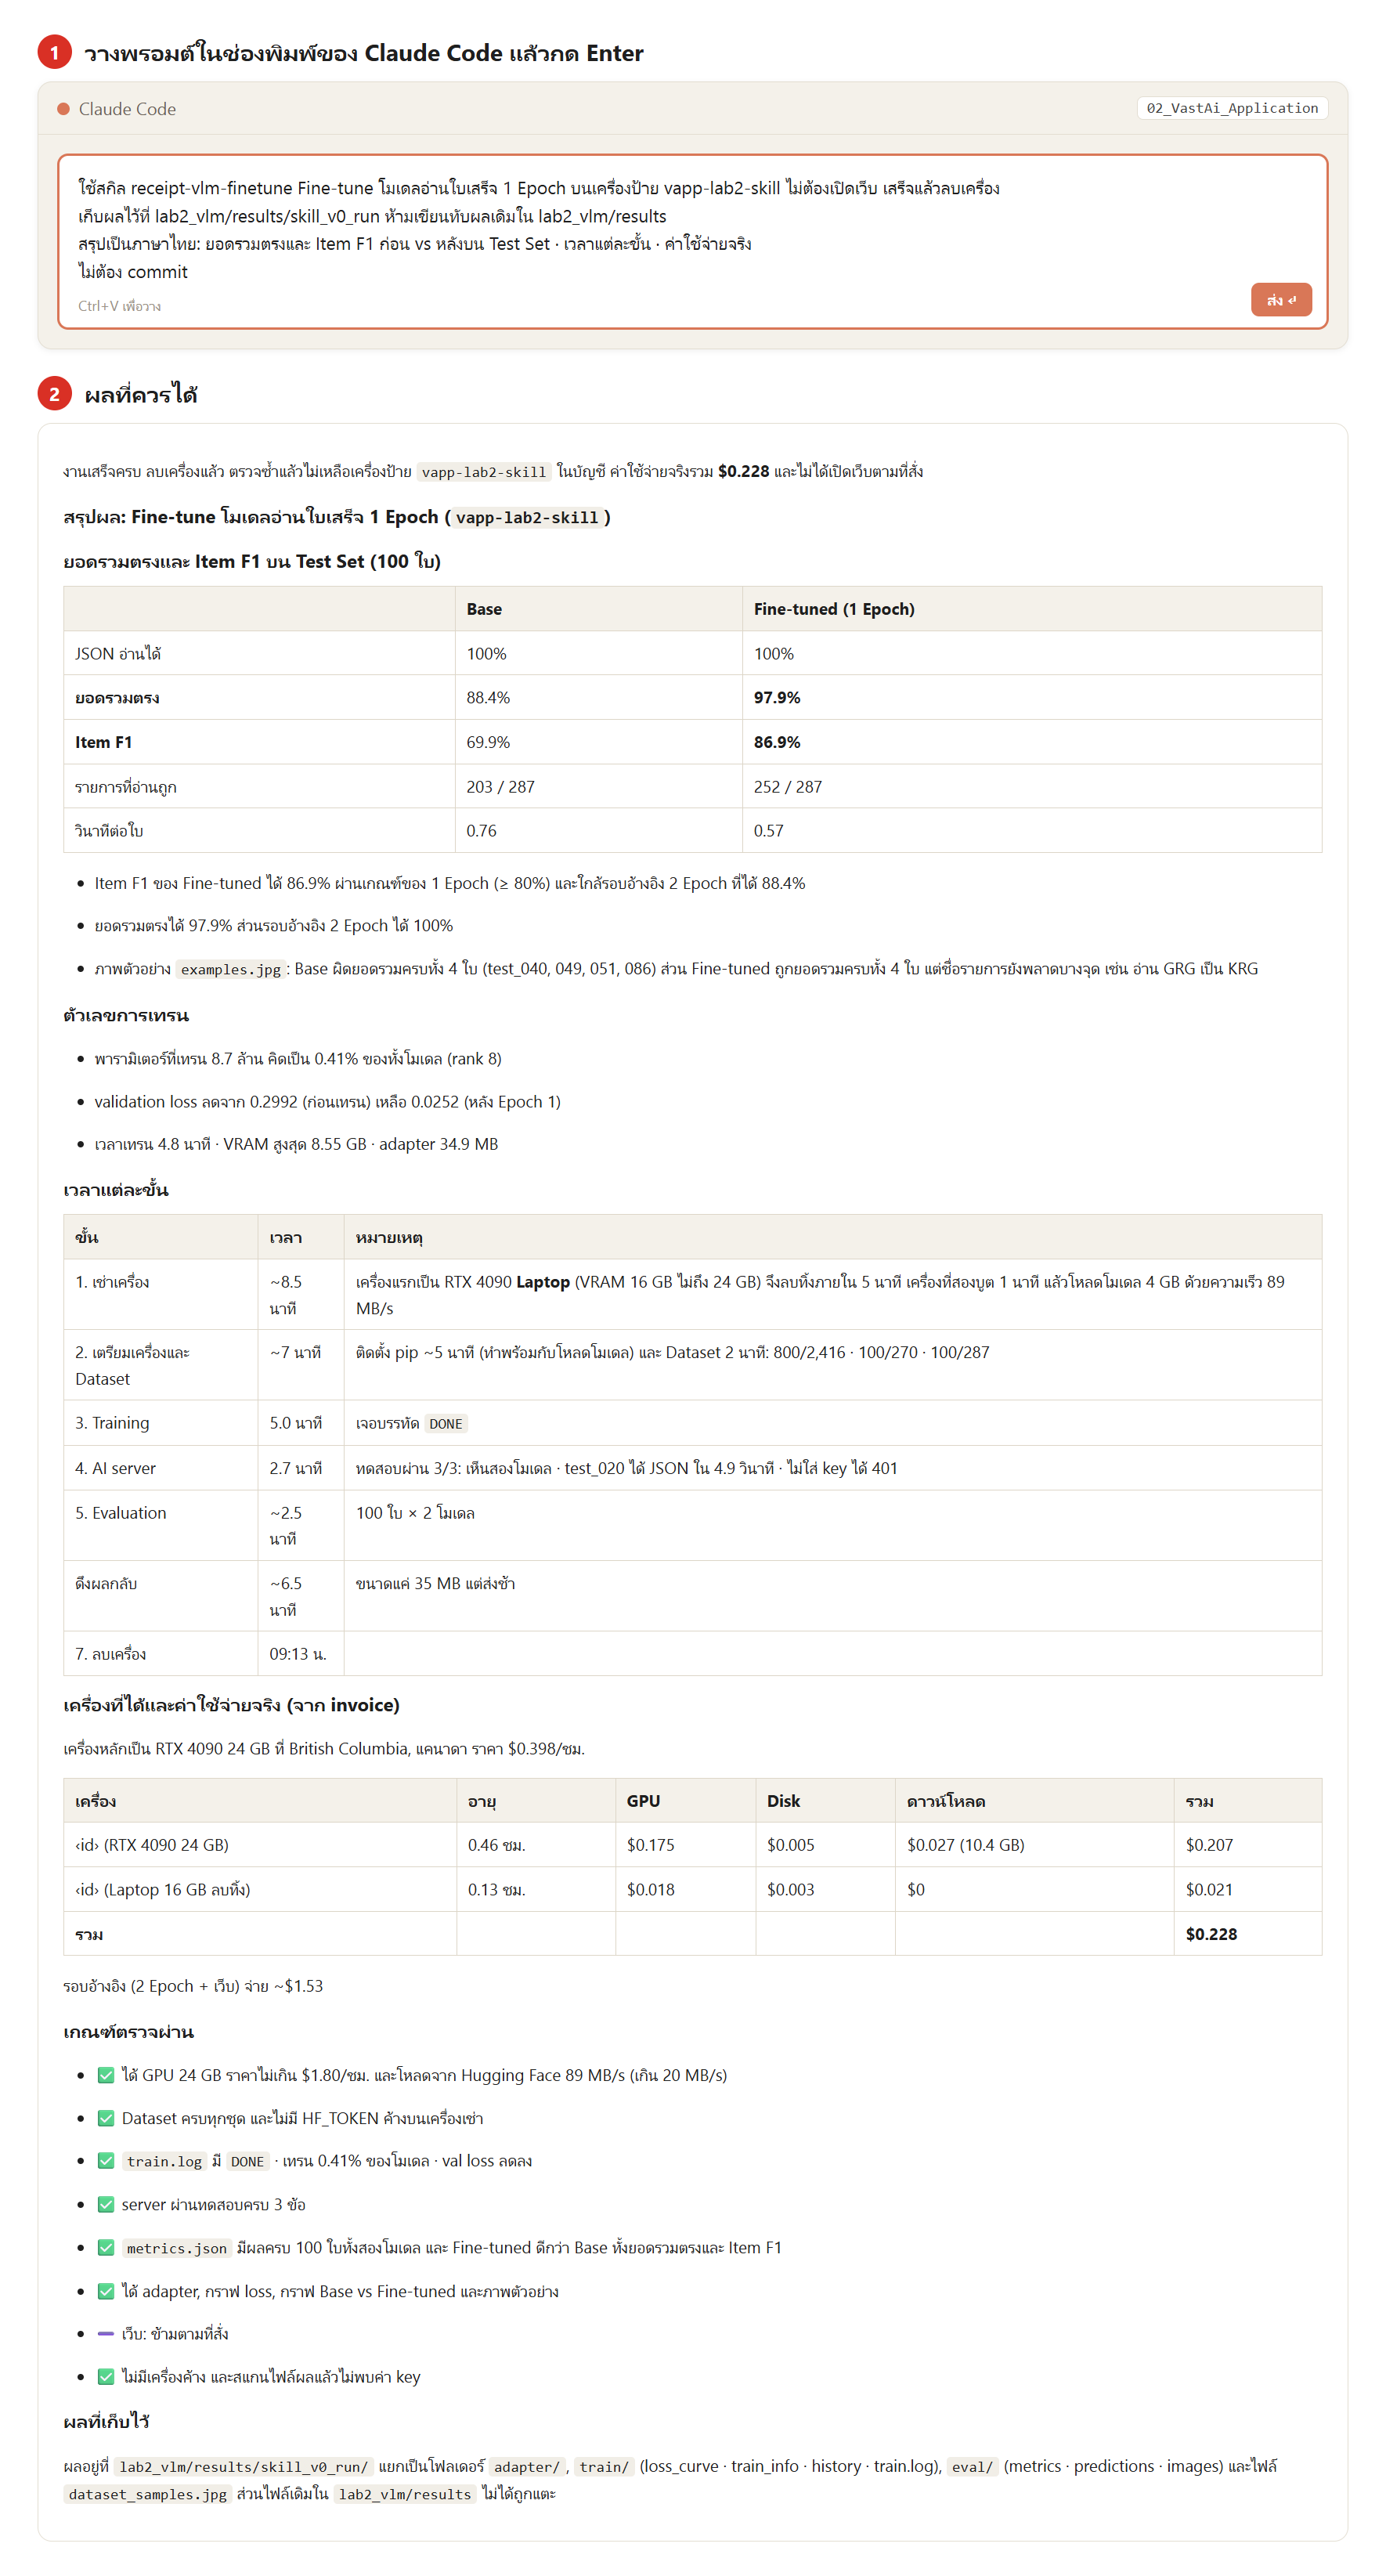 1 วางพรอมต์ในช่องพิมพ์ของ Claude Code แล้วกด Enter
Claude Code
02_VastAi_Application
ใช้สกิล receipt-vlm-finetune Fine-tune โมเดลอ่านใบเสร็จ 1 Epoch บนเครื่องป้าย vapp-lab2-skill ไม่ต้องเปิดเว็บ เสร็จแล้วลบเครื่อง
เก็บผลไว้ที่ lab2_vlm/results/skill_v0_run ห้ามเขียนทับผลเดิมใน lab2_vlm/results
สรุปเป็นภาษาไทย: ยอดรวมตรงและ Item F1 ก่อน vs หลังบน Test Set · เวลาแต่ละขั้น · ค่าใช้จ่ายจริง
ไม่ต้อง commit
Ctrl+V เพื่อวาง
ส่ง ⏎
2 ผลที่ควรได้
งานเสร็จครบ ลบเครื่องแล้ว ตรวจซ้ำแล้วไม่เหลือเครื่องป้าย vapp-lab2-skill ในบัญชี ค่าใช้จ่ายจริงรวม $0.228 และไม่ได้เปิดเว็บตามที่สั่ง
สรุปผล: Fine-tune โมเดลอ่านใบเสร็จ 1 Epoch ( vapp-lab2-skill )
ยอดรวมตรงและ Item F1 บน Test Set (100 ใบ)
Base Fine-tuned (1 Epoch)
JSON อ่านได้ 100% 100%
ยอดรวมตรง 88.4% 97.9%
Item F1 69.9% 86.9%
รายการที่อ่านถูก 203 / 287 252 / 287
วินาทีต่อใบ 0.76 0.57
• Item F1 ของ Fine-tuned ได้ 86.9% ผ่านเกณฑ์ของ 1 Epoch (≥ 80%) และใกล้รอบอ้างอิง 2 Epoch ที่ได้ 88.4%
• ยอดรวมตรงได้ 97.9% ส่วนรอบอ้างอิง 2 Epoch ได้ 100%
• ภาพตัวอย่าง examples.jpg: Base ผิดยอดรวมครบทั้ง 4 ใบ (test_040, 049, 051, 086) ส่วน Fine-tuned ถูกยอดรวมครบทั้ง 4 ใบ แต่ชื่อรายการยังพลาดบางจุด เช่น อ่าน GRG เป็น KRG
ตัวเลขการเทรน
• พารามิเตอร์ที่เทรน 8.7 ล้าน คิดเป็น 0.41% ของทั้งโมเดล (rank 8)
• validation loss ลดจาก 0.2992 (ก่อนเทรน) เหลือ 0.0252 (หลัง Epoch 1)
• เวลาเทรน 4.8 นาที · VRAM สูงสุด 8.55 GB · adapter 34.9 MB
เวลาแต่ละขั้น
ขั้น เวลา หมายเหตุ
1. เช่าเครื่อง ~8.5 นาที เครื่องแรกเป็น RTX 4090 Laptop (VRAM 16 GB ไม่ถึง 24 GB) จึงลบทิ้งภายใน 5 นาที เครื่องที่สองบูต 1 นาที แล้วโหลดโมเดล 4 GB ด้วยความเร็ว 89
MB/s
2. เตรียมเครื่องและ
Dataset ~7 นาที ติดตั้ง pip ~5 นาที (ทำพร้อมกับโหลดโมเดล) และ Dataset 2 นาที: 800/2,416 · 100/270 · 100/287
3. Training 5.0 นาที เจอบรรทัด DONE
4. AI server 2.7 นาที ทดสอบผ่าน 3/3: เห็นสองโมเดล · test_020 ได้ JSON ใน 4.9 วินาที · ไม่ใส่ key ได้ 401
5. Evaluation ~2.5 นาที 100 ใบ × 2 โมเดล
ดึงผลกลับ ~6.5 นาที ขนาดแค่ 35 MB แต่ส่งช้า
7. ลบเครื่อง 09:13 น.
เครื่องที่ได้และค่าใช้จ่ายจริง (จาก invoice)
เครื่องหลักเป็น RTX 4090 24 GB ที่ British Columbia, แคนาดา ราคา $0.398/ชม.
เครื่อง อายุ GPU Disk ดาวน์โหลด รวม
‹id› (RTX 4090 24 GB) 0.46 ชม. $0.175 $0.005 $0.027 (10.4 GB) $0.207
‹id› (Laptop 16 GB ลบทิ้ง) 0.13 ชม. $0.018 $0.003 $0 $0.021
รวม $0.228
รอบอ้างอิง (2 Epoch + เว็บ) จ่าย ~$1.53
เกณฑ์ตรวจผ่าน
• ✅ ได้ GPU 24 GB ราคาไม่เกิน $1.80/ชม. และโหลดจาก Hugging Face 89 MB/s (เกิน 20 MB/s)
• ✅ Dataset ครบทุกชุด และไม่มี HF_TOKEN ค้างบนเครื่องเช่า
• ✅ train.log มี DONE · เทรน 0.41% ของโมเดล · val loss ลดลง
• ✅ server ผ่านทดสอบครบ 3 ข้อ
• ✅ metrics.json มีผลครบ 100 ใบทั้งสองโมเดล และ Fine-tuned ดีกว่า Base ทั้งยอดรวมตรงและ Item F1
• ✅ ได้ adapter, กราฟ loss, กราฟ Base vs Fine-tuned และภาพตัวอย่าง
• ➖ เว็บ: ข้ามตามที่สั่ง
• ✅ ไม่มีเครื่องค้าง และสแกนไฟล์ผลแล้วไม่พบค่า key
ผลที่เก็บไว้
ผลอยู่ที่ lab2_vlm/results/skill_v0_run/ แยกเป็นโฟลเดอร์ adapter/, train/ (loss_curve · train_info · history · train.log), eval/ (metrics · predictions · images) และไฟล์
dataset_samples.jpg ส่วนไฟล์เดิมใน lab2_vlm/results ไม่ได้ถูกแตะ